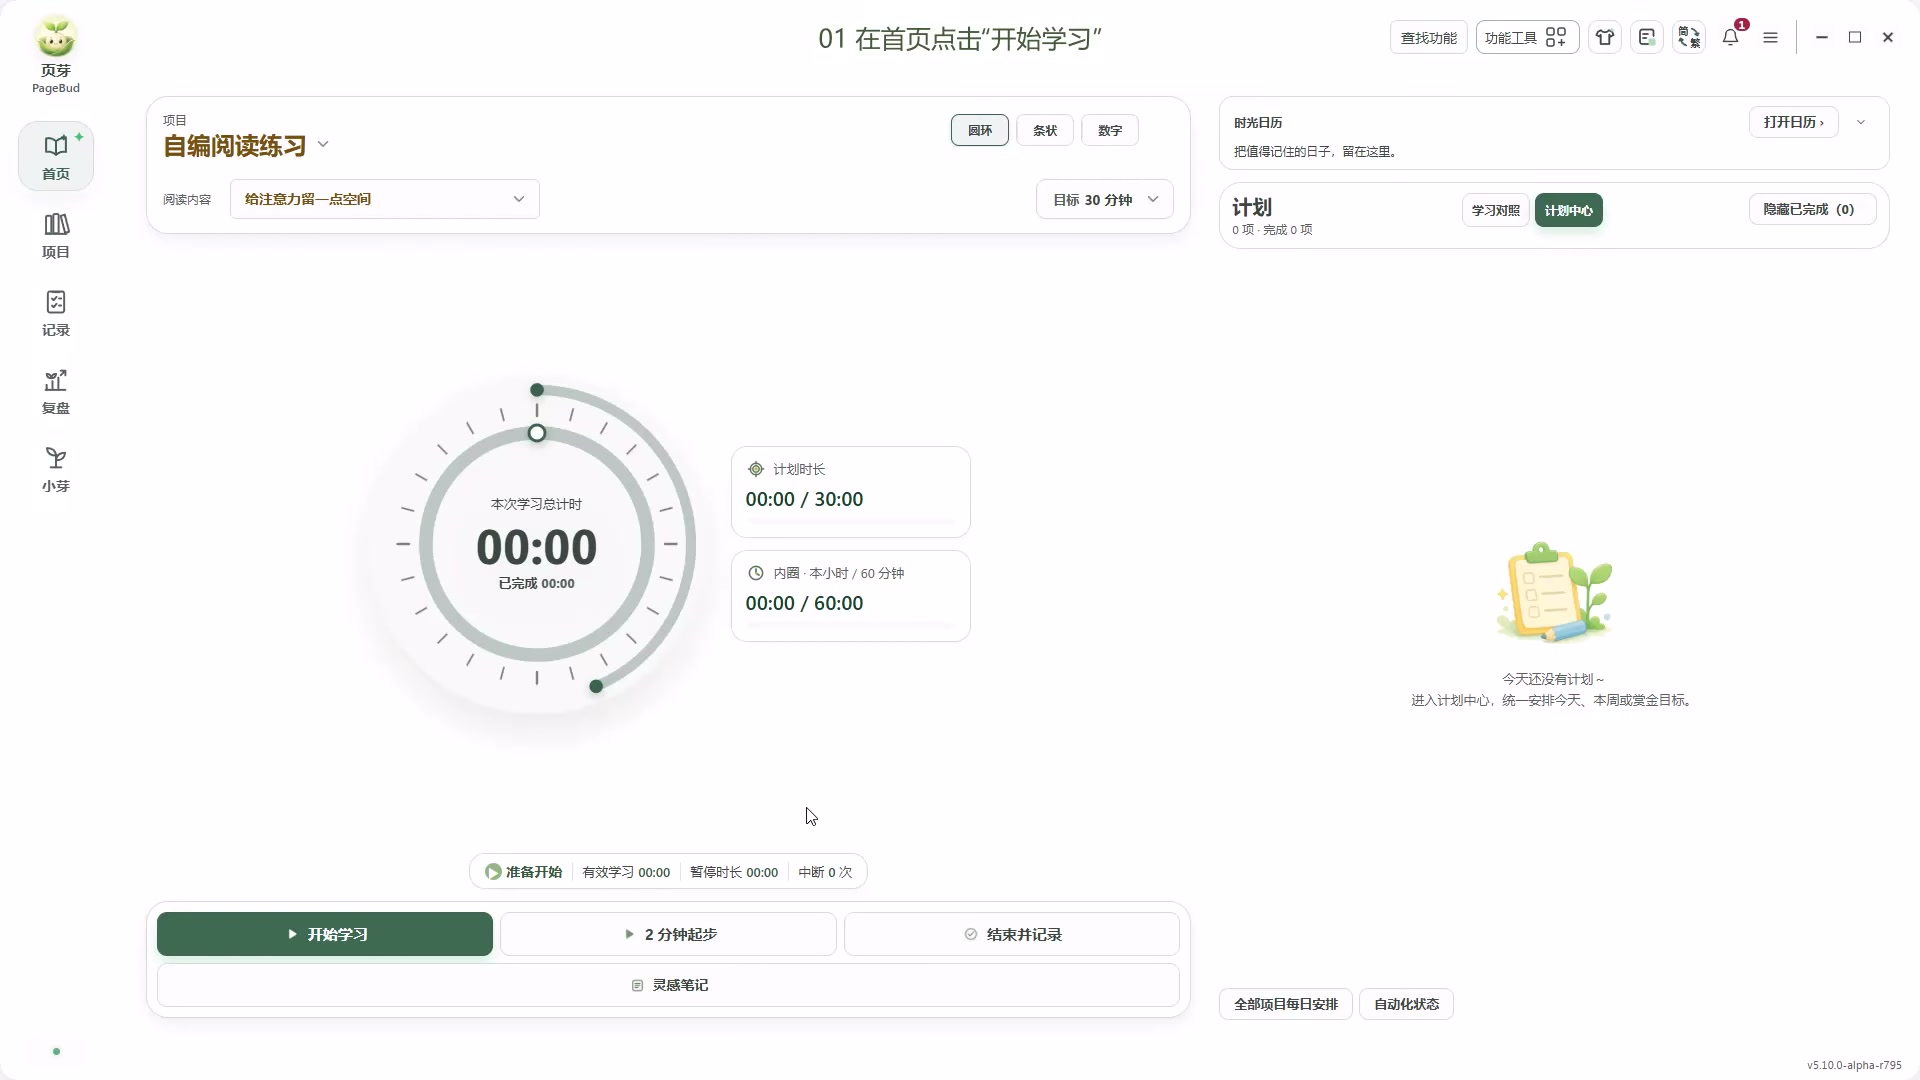 页芽
PageBud
首页
项目
记录
复盘
小芽
01 在首页点击“开始学习”
查找功能
功能工具
简
繁
1
项目
自编阅读练习
圆环
条状
数字
阅读内容
给注意力留一点空间
目标 30 分钟
时光日历
打开日历 ›
把值得记住的日子，留在这里。
计划
0 项 · 完成 0 项
学习对照
计划中心
隐藏已完成（0）
本次学习总计时
00:00
已完成 00:00
计划时长
00:00 / 30:00
内圈 · 本小时 / 60 分钟
00:00 / 60:00
今天还没有计划～
进入计划中心，统一安排今天、本周或赏金目标。
准备开始
有效学习 00:00
暂停时长 00:00
中断 0 次
开始学习
2 分钟起步
结束并记录
灵感笔记
全部项目每日安排
自动化状态
v5.10.0-alpha-r795